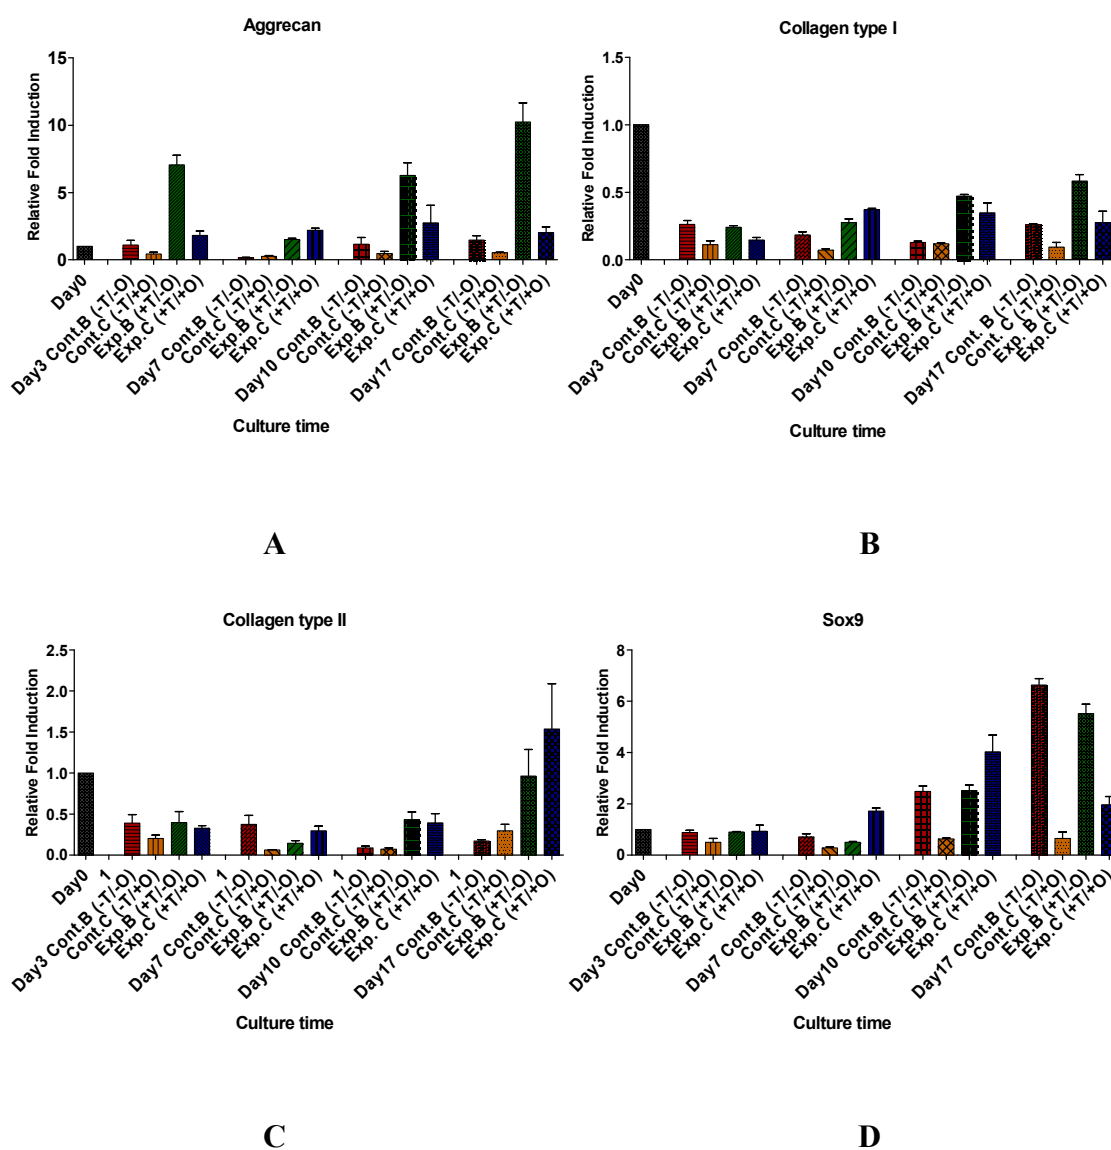 Aggrecan
Relative Fold Induction
15
10
5
0
Day0
Day3 Cont.B (-T/-O)
Cont.C (-T/+O)
Exp.B (+T/-O)
Exp.C (+T/+O)
Day7 Cont.B (-T/-O)
Cont.C (-T/+O)
Exp.B (+T/-O)
Exp.C (+T/+O)
Day10 Cont.B (-T/-O)
Cont.C (-T/+O)
Exp.B (+T/-O)
Exp.C (+T/+O)
Day17 Cont.B (-T/-O)
Cont.C (-T/+O)
Exp.B (+T/-O)
Exp.C (+T/+O)
Culture time
A
Collagen type I
Relative Fold Induction
1.5
1.0
0.5
0.0
Day0
Day3 Cont.B (-T/-O)
Cont.C (-T/+O)
Exp.B (+T/-O)
Exp.C (+T/+O)
Day7 Cont.B (-T/-O)
Cont.C (-T/+O)
Exp.B (+T/-O)
Exp.C (+T/+O)
Day10 Cont.B (-T/-O)
Cont.C (-T/+O)
Exp.B (+T/-O)
Exp.C (+T/+O)
Day17 Cont. B (-T/-O)
Cont. C (-T/+O)
Exp.B (+T/-O)
Exp.C (+T/+O)
Culture time
B
Collagen type II
Relative Fold Induction
2.5
2.0
1.5
1.0
0.5
0.0
Day0
1
Day3 Cont.B (-T/-O)
Cont.C (-T/+O)
Exp.B (+T/-O)
Exp.C (+T/+O)
1
Day7 Cont.B (-T/-O)
Cont.C (-T/+O)
Exp.B (+T/-O)
Exp.C (+T/+O)
1
Day10 Cont.B (-T/-O)
Cont.C (-T/+O)
Exp.B (+T/-O)
Exp. C (+T/+O)
1
Day17 Cont.B (-T/-O)
Cont.C (-T/+O)
Exp.B (+T/-O)
Exp.C (+T/+O)
Culture time
C
Sox9
Relative Fold Induction
8
6
4
2
0
Day0
Day3 Cont.B (-T/-O)
Cont.C (-T/+O)
Exp.B (+T/-O)
Exp.C (+T/+O)
Day7 Cont.B (-T/-O)
Cont.C (-T/+O)
Exp.B (+T/-O)
Exp.C (+T/+O)
Day10 Cont.B (-T/-O)
Cont.C (-T/+O)
Exp.B (+T/-O)
Exp.C (+T/+O)
Day17 Cont.B (-T/-O)
Cont.C (-T/+O)
Exp.B (+T/-O)
Exp.C (+T/+O)
Culture time
D